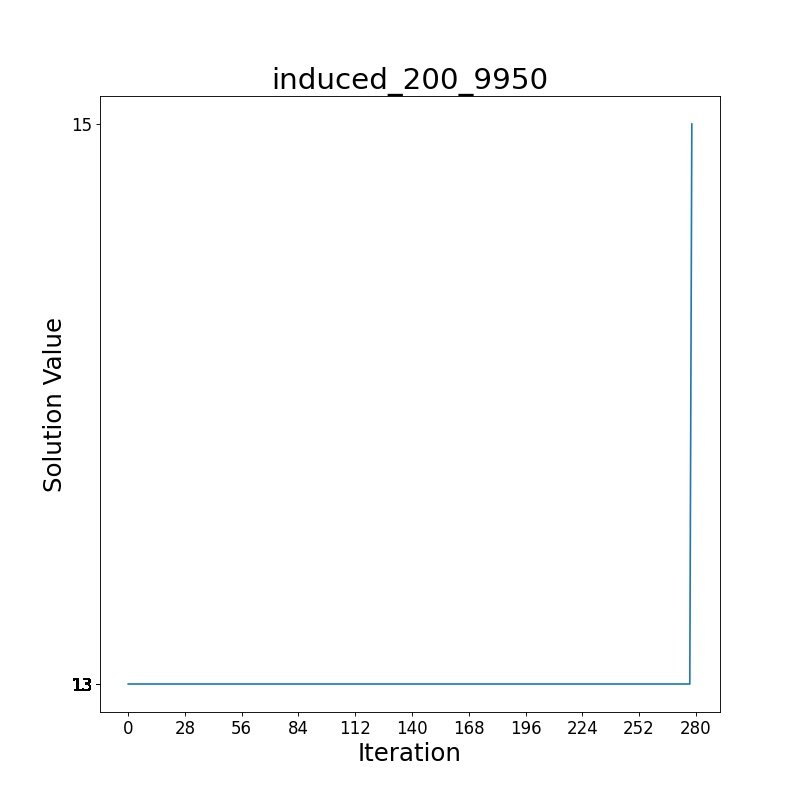 induced_200_9950
Solution Value
15
13
0 28 56 84 112 140 168 196 224 252 280
Iteration